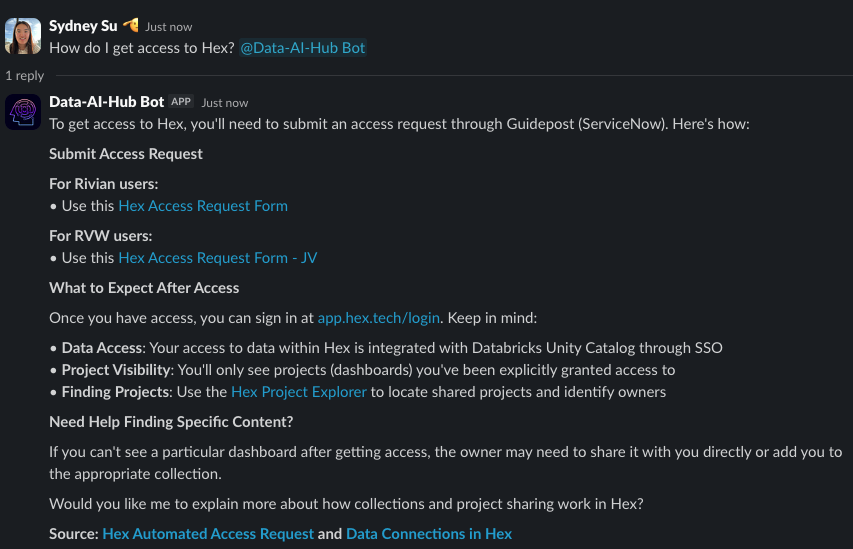 Sydney Su Just now
How do I get access to Hex? @Data-AI-Hub Bot
1 reply
Data-AI-Hub Bot APP Just now
To get access to Hex, you'll need to submit an access request through Guidepost (ServiceNow). Here's how:
Submit Access Request
For Rivian users:
• Use this Hex Access Request Form
For RVW users:
• Use this Hex Access Request Form - JV
What to Expect After Access
Once you have access, you can sign in at app.hex.tech/login. Keep in mind:
• Data Access: Your access to data within Hex is integrated with Databricks Unity Catalog through SSO
• Project Visibility: You'll only see projects (dashboards) you've been explicitly granted access to
• Finding Projects: Use the Hex Project Explorer to locate shared projects and identify owners
Need Help Finding Specific Content?
If you can't see a particular dashboard after getting access, the owner may need to share it with you directly or add you to
the appropriate collection.
Would you like me to explain more about how collections and project sharing work in Hex?
Source: Hex Automated Access Request and Data Connections in Hex